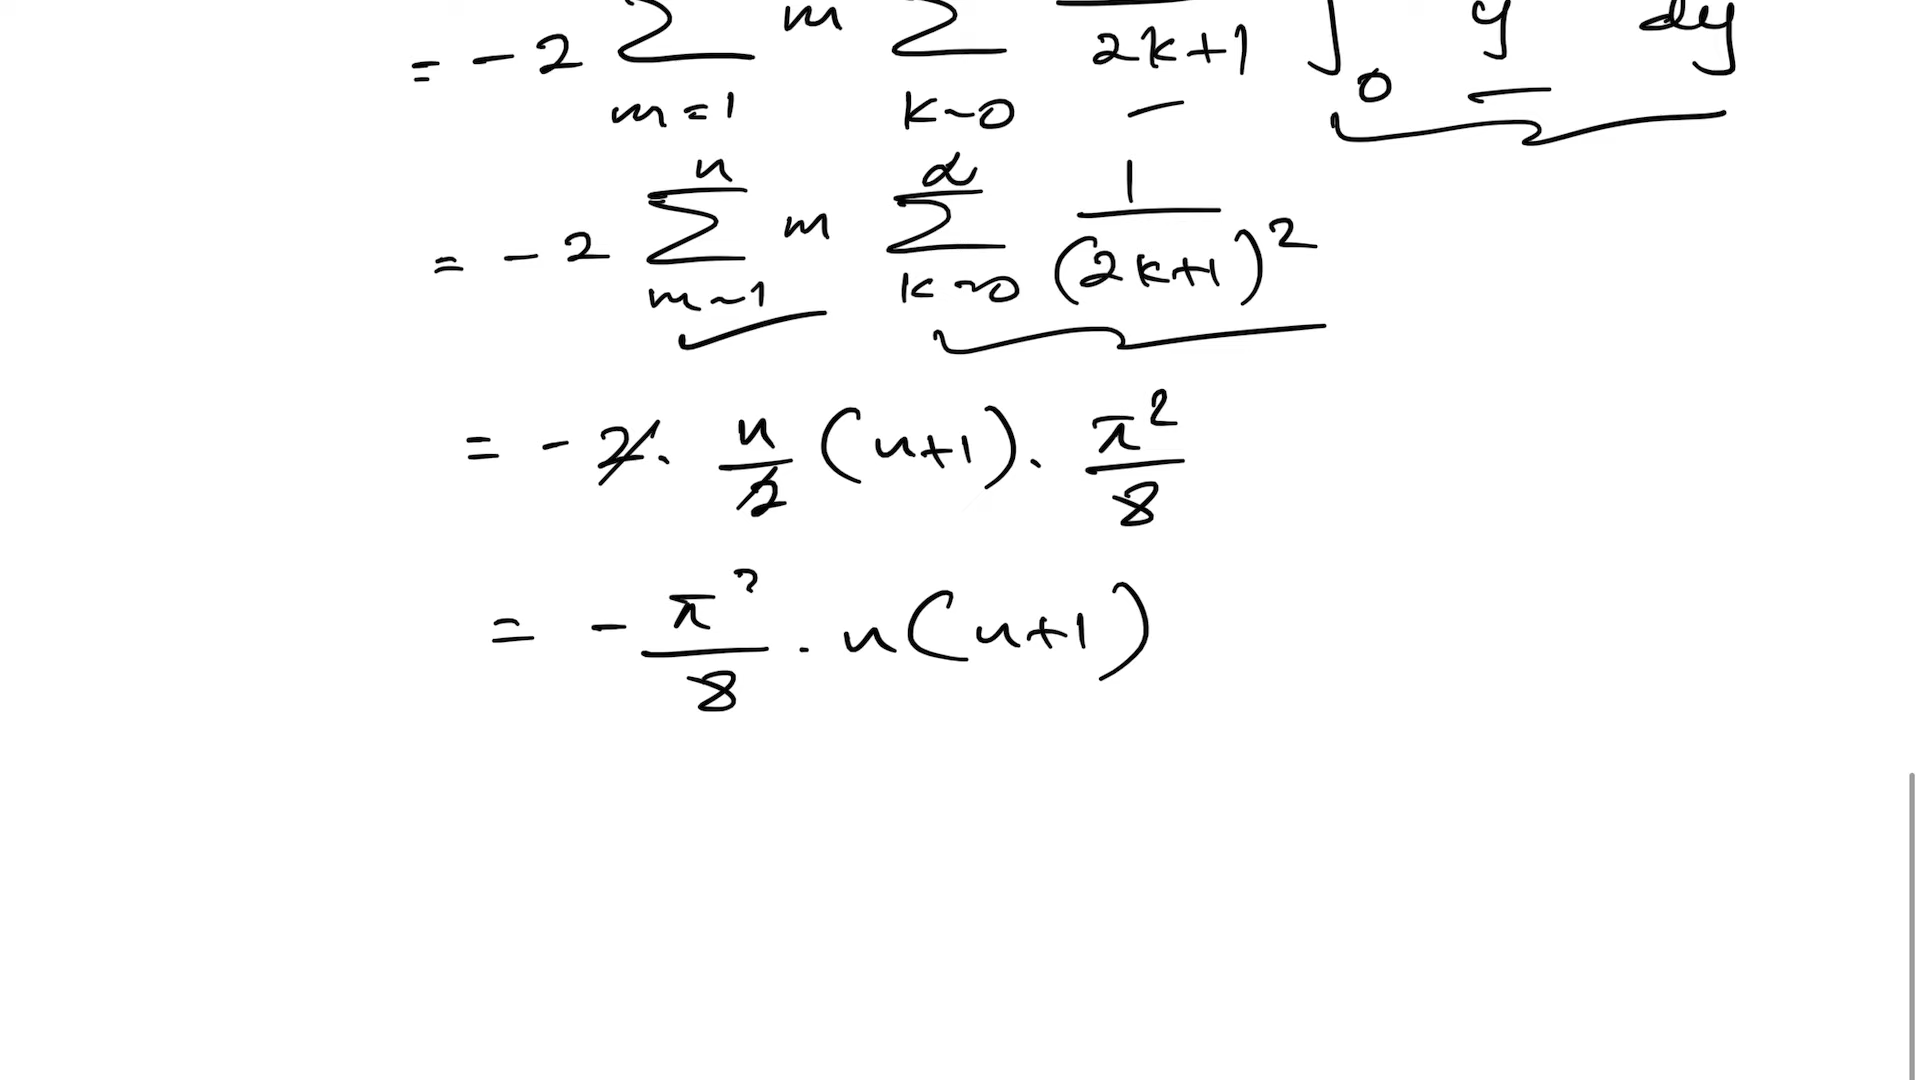 = - 2 ∑_{m=1} m ∑_{k=0} 1/(2k+1) ∫_0 y dy
= - 2 ∑_{m=1}^{n} m ∑_{k=0}^{∞} 1/(2k+1)^2
= - 2 · n/2 (n+1) · π^2/8
= - π^2/8 · n(n+1)